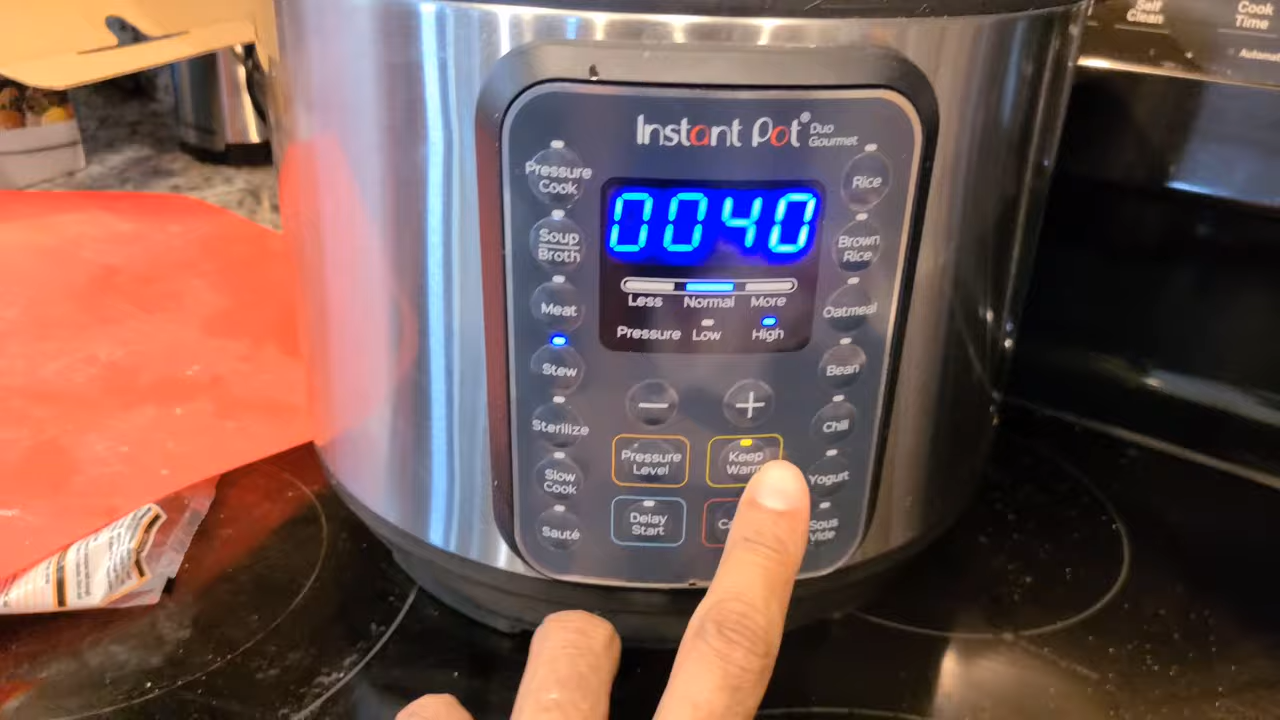 Self
Clean
Cook
Time
Instant Pot® Duo
Gourmet
Pressure
Cook
Soup
Broth
Meat
Stew
Sterilize
Slow
Cook
Sauté
0040
Less Normal More
Pressure Low High
− +
Pressure
Level
Keep
Delay
Start
Rice
Brown
Rice
Oatmeal
Bean
Chili
Yogurt
Sous
Vide